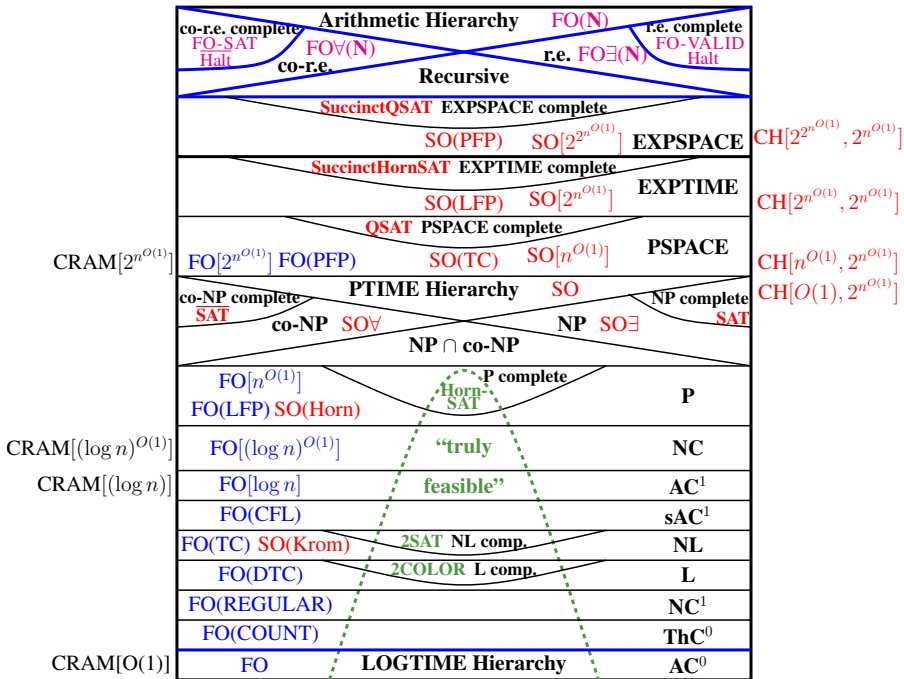 co-r.e. complete Arithmetic Hierarchy FO(N) r.e. complete
FO-SAT FO∀(N) r.e. FO∃(N) FO-VALID
H̅a̅l̅t̅ co-r.e. Halt
Recursive
SuccinctQSAT EXPSPACE complete
SO(PFP) SO[2^{2^{n^{O(1)}}}] EXPSPACE CH[2^{2^{n^{O(1)}}}, 2^{n^{O(1)}}]
SuccinctHornSAT EXPTIME complete
EXPTIME
SO(LFP) SO[2^{n^{O(1)}}] CH[2^{n^{O(1)}}, 2^{n^{O(1)}}]
QSAT PSPACE complete
PSPACE
CRAM[2^{n^{O(1)}}] FO[2^{n^{O(1)}}] FO(PFP) SO(TC) SO[n^{O(1)}] CH[n^{O(1)}, 2^{n^{O(1)}}]
PTIME Hierarchy SO CH[O(1), 2^{n^{O(1)}}]
co-NP complete NP complete
S̅A̅T̅ SAT
co-NP SO∀ NP SO∃
NP ∩ co-NP
FO[n^{O(1)}] P complete
Horn-
SAT P
FO(LFP) SO(Horn)
CRAM[(log n)^{O(1)}] FO[(log n)^{O(1)}] “truly NC
CRAM[(log n)] FO[log n] feasible” AC^1
FO(CFL) sAC^1
FO(TC) SO(Krom) 2SAT NL comp. NL
FO(DTC) 2COLOR L comp. L
FO(REGULAR) NC^1
FO(COUNT) ThC^0
CRAM[O(1)] FO LOGTIME Hierarchy AC^0